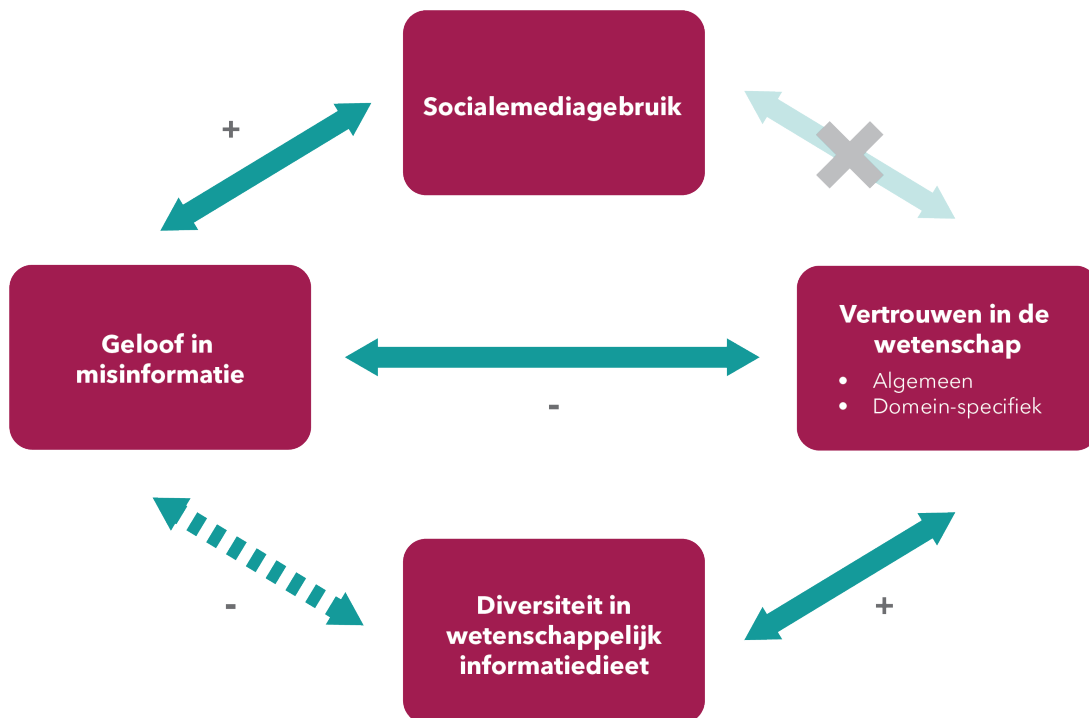 Socialemediagebruik
+
Geloof in
misinformatie
Vertrouwen in de
wetenschap
• Algemeen
• Domein-specifiek
-
Diversiteit in
wetenschappelijk
informatiedieet
-
+